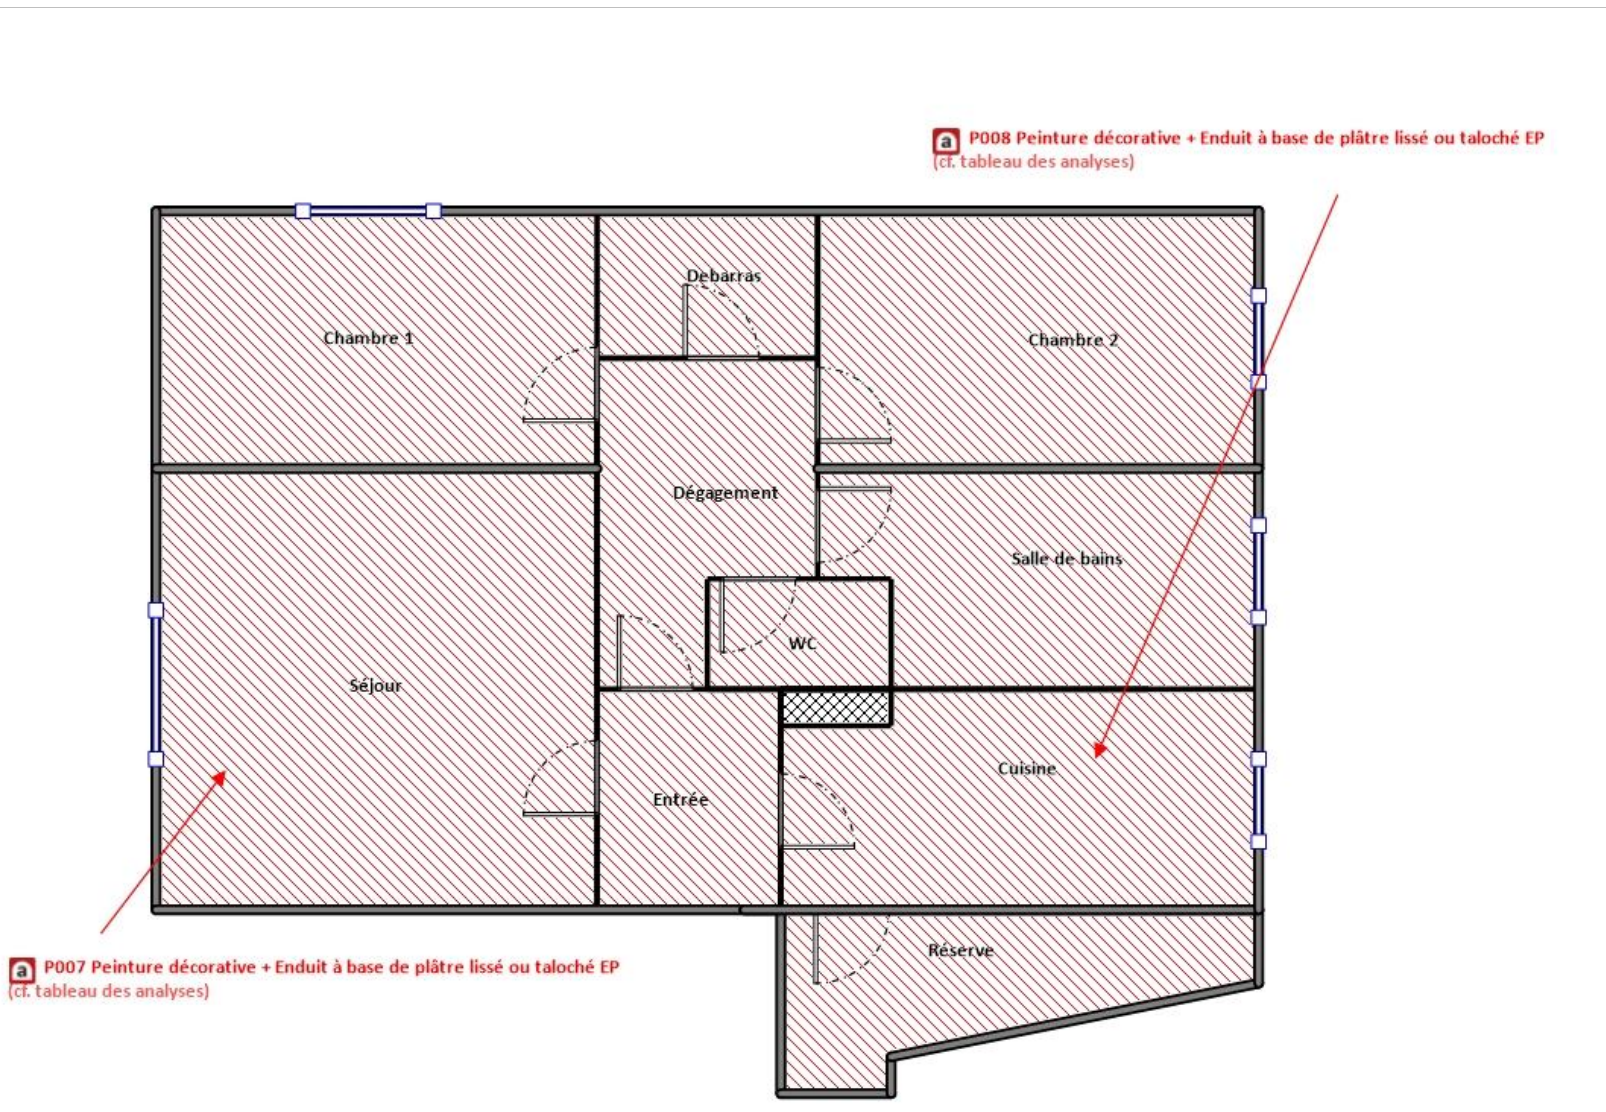 a P008 Peinture décorative + Enduit à base de plâtre lissé ou taloché EP
(cf. tableau des analyses)
Debarras
Chambre 1
Chambre 2
Dégagement
Salle de bains
WC
Séjour
Cuisine
Entrée
Réserve
a P007 Peinture décorative + Enduit à base de plâtre lissé ou taloché EP
(cf. tableau des analyses)